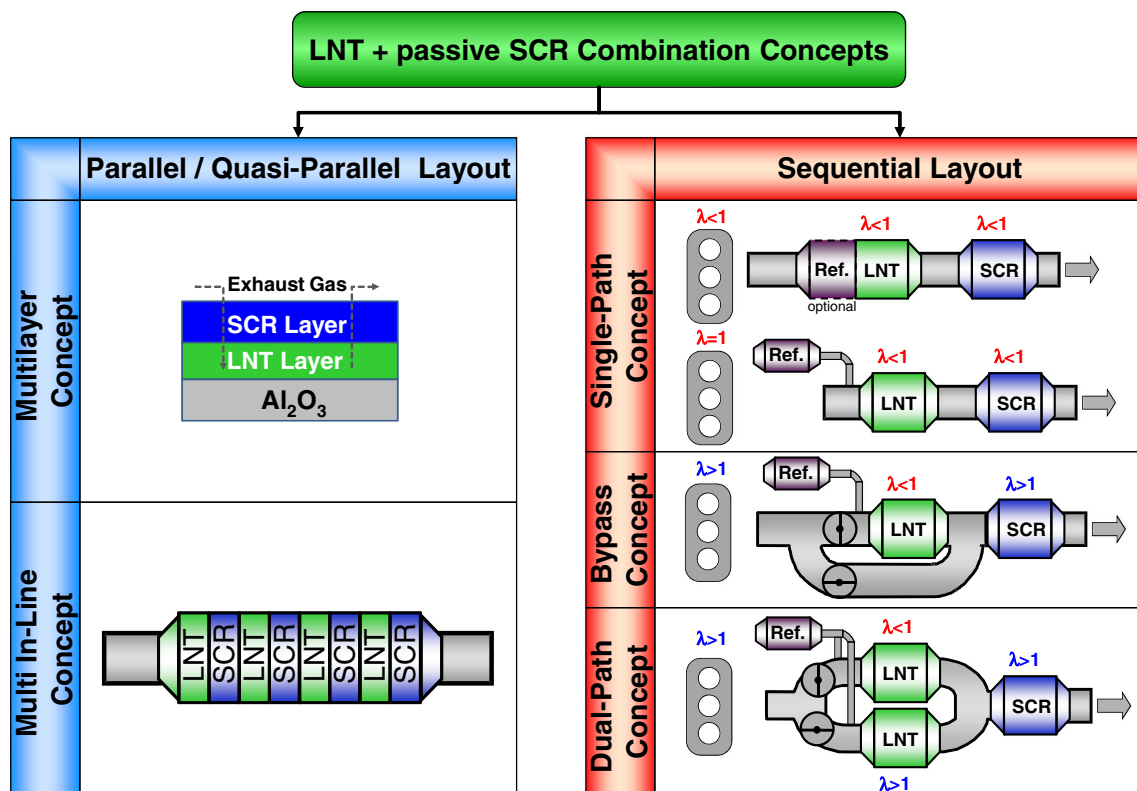 LNT + passive SCR Combination Concepts
Parallel / Quasi-Parallel Layout
Multilayer
Concept
Exhaust Gas
SCR Layer
LNT Layer
Al₂O₃
Multi In-Line
Concept
LNT SCR LNT SCR LNT SCR LNT SCR
Sequential Layout
Single-Path
Concept
λ<1 λ<1 λ<1
Ref. LNT SCR
optional
λ=1 λ<1 λ<1
Ref.
LNT SCR
Bypass
Concept
λ>1 λ<1 λ>1
Ref.
LNT SCR
Dual-Path
Concept
λ>1 λ<1 λ>1
Ref.
LNT
SCR
LNT
λ>1